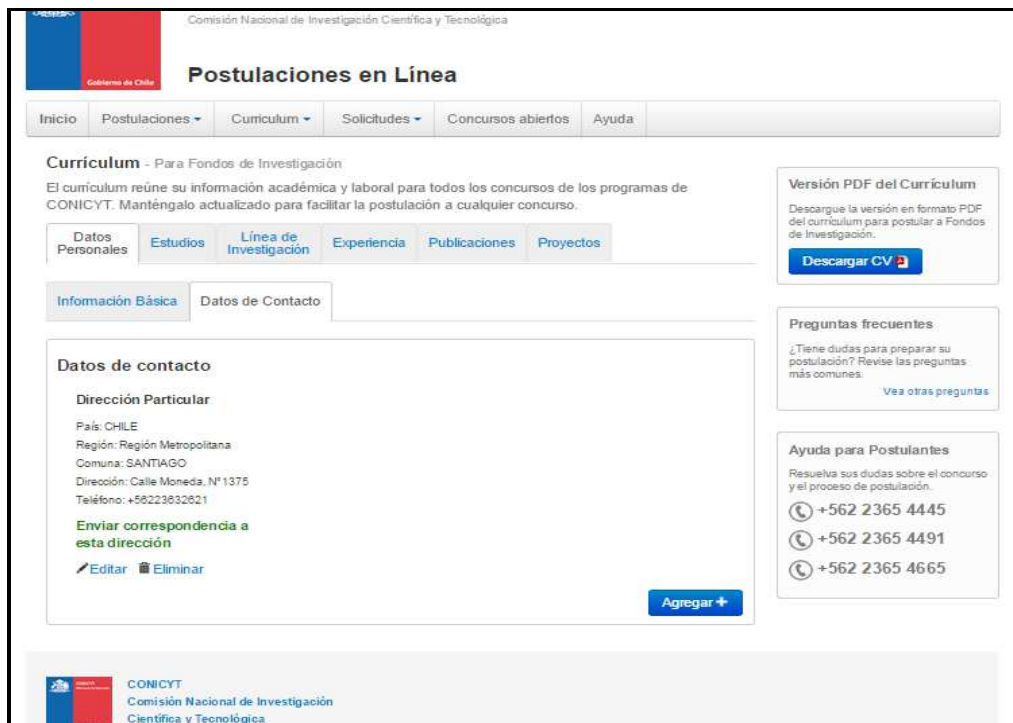 Comisión Nacional de Investigación Científica y Tecnológica
Gobierno de Chile
Postulaciones en Línea
Inicio Postulaciones Curriculum Solicitudes Concursos abiertos Ayuda
Currículum - Para Fondos de Investigación
El currículum reúne su información académica y laboral para todos los concursos de los programas de
CONICYT. Manténgalo actualizado para facilitar la postulación a cualquier concurso.
Datos
Personales
Estudios
Línea de
Investigación
Experiencia
Publicaciones
Proyectos
Información Básica
Datos de Contacto
Datos de contacto
Dirección Particular
País: CHILE
Región: Región Metropolitana
Comuna: SANTIAGO
Dirección: Calle Moneda, N°1375
Teléfono: +56223632621
Enviar correspondencia a
esta dirección
Editar Eliminar
Agregar +
Versión PDF del Currículum
Descargue la versión en formato PDF
del currículum para postular a Fondos
de Investigación.
Descargar CV
Preguntas frecuentes
¿Tiene dudas para preparar su
postulación? Revise las preguntas
más comunes.
Vea otras preguntas
Ayuda para Postulantes
Resuelva sus dudas sobre el concurso
y el proceso de postulación.
+562 2365 4445
+562 2365 4491
+562 2365 4665
CONICYT
Comisión Nacional de Investigación
Científica y Tecnológica